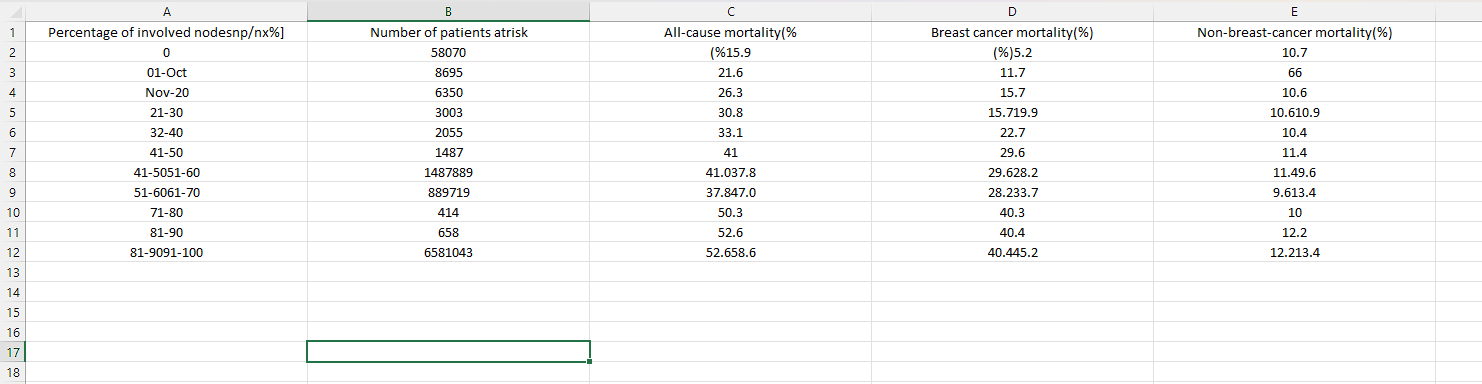 A B C D E
1 Percentage of involved nodesnp/nx%] Number of patients atrisk All-cause mortality(% Breast cancer mortality(%) Non-breast-cancer mortality(%)
2 0 58070 (%15.9 (%)5.2 10.7
3 01-Oct 8695 21.6 11.7 66
4 Nov-20 6350 26.3 15.7 10.6
5 21-30 3003 30.8 15.719.9 10.610.9
6 32-40 2055 33.1 22.7 10.4
7 41-50 1487 41 29.6 11.4
8 41-5051-60 1487889 41.037.8 29.628.2 11.49.6
9 51-6061-70 889719 37.847.0 28.233.7 9.613.4
10 71-80 414 50.3 40.3 10
11 81-90 658 52.6 40.4 12.2
12 81-9091-100 6581043 52.658.6 40.445.2 12.213.4
13
14
15
16
17
18